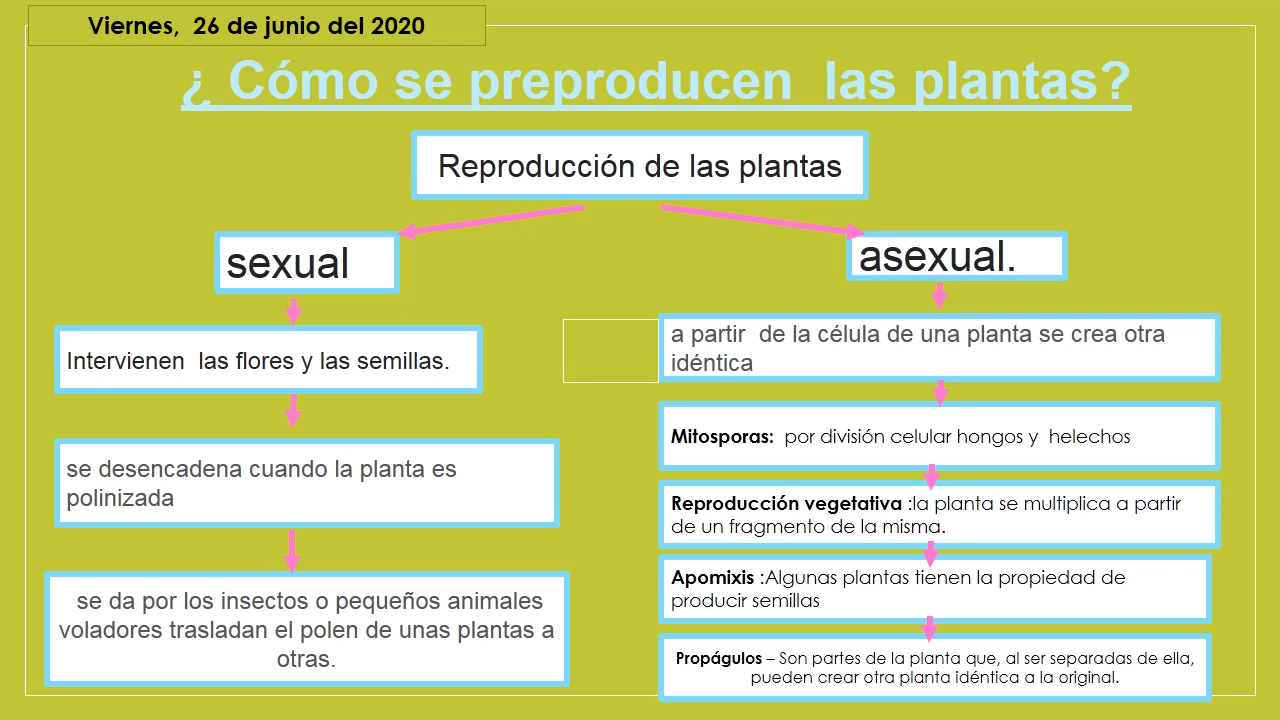 Viernes,  26 de junio del 2020
¿ Cómo se preproducen  las plantas?
Reproducción de las plantas
sexual
asexual.
Intervienen  las flores y las semillas.
se desencadena cuando la planta es
polinizada
se da por los insectos o pequeños animales
voladores trasladan el polen de unas plantas a
otras.
a partir  de la célula de una planta se crea otra
idéntica
Mitosporas:  por división celular hongos y  helechos
Reproducción vegetativa :la planta se multiplica a partir
de un fragmento de la misma.
Apomixis :Algunas plantas tienen la propiedad de
producir semillas
Propágulos – Son partes de la planta que, al ser separadas de ella,
pueden crear otra planta idéntica a la original.